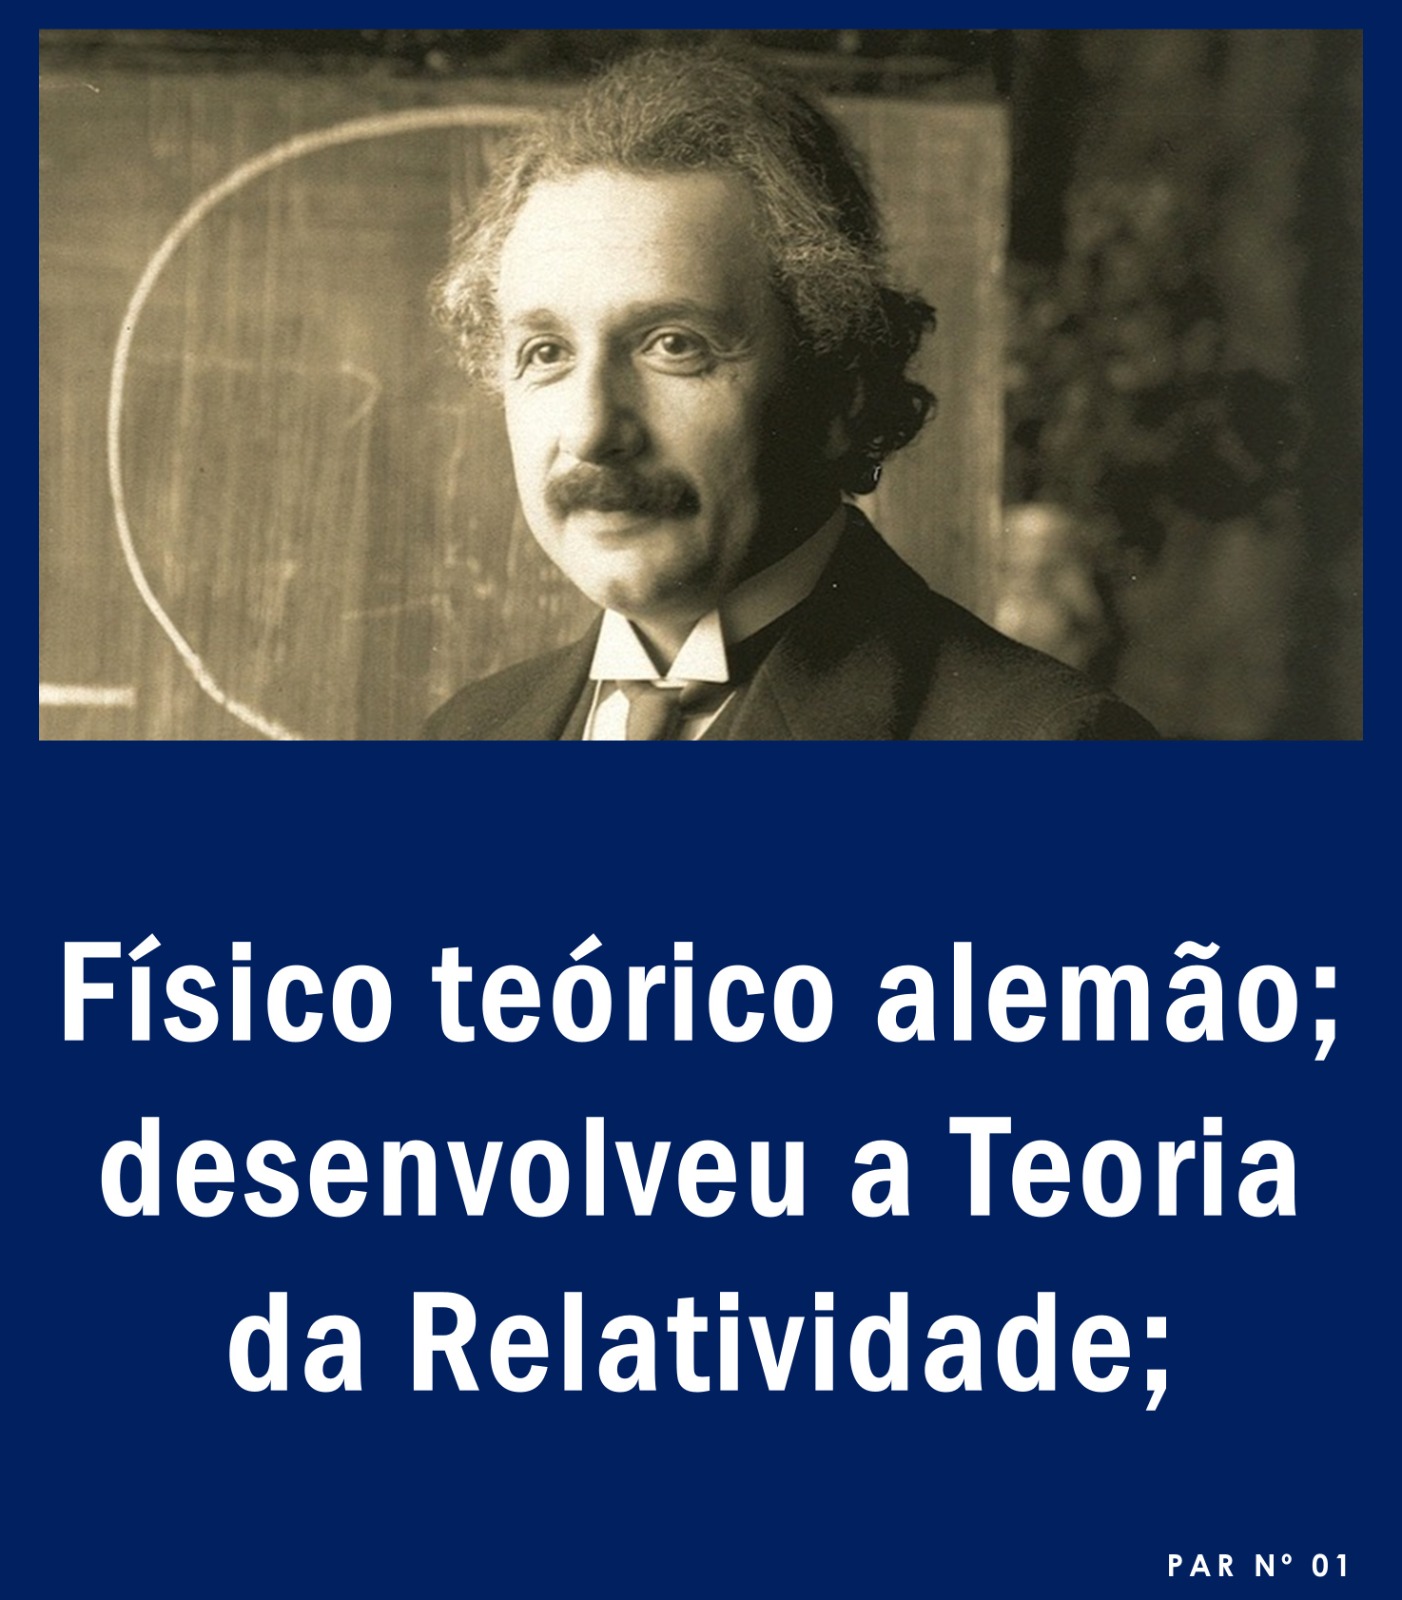 Físico teórico alemão;
desenvolveu a Teoria
da Relatividade;
PAR Nº 01